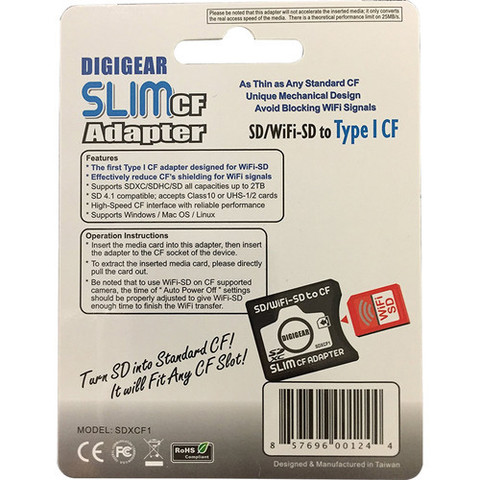 Please be noted that this adapter will not accelerate the inserted media; it only converts
the real access speed of the media. There is a theoretical performance limit on 25MB/s.
DIGIGEAR
SLIM CF
Adapter
As Thin as Any Standard CF
Unique Mechanical Design
Avoid Blocking WiFi Signals
SD/WiFi-SD to Type I CF
Features
* The first Type I CF adapter designed for WiFi-SD
* Effectively reduce CF's shielding for WiFi signals
* Supports SDXC/SDHC/SD all capacities up to 2TB
* SD 4.1 compatible; accepts Class10 or UHS-1/2 cards
* High-Speed CF interface with reliable performance
* Supports Windows / Mac OS / Linux
Operation Instructions
* Insert the media card into this adapter, then insert
the adapter to the CF socket of the device.
* To extract the inserted media card, please directly
pull the card out.
* Be noted that to use WiFi-SD on CF supported
camera, the time of " Auto Power Off " settings
should be properly adjusted to give WiFi-SD
enough time to finish the WiFi transfer.
SD/WiFi-SD to CF
DIGIGEAR
SDXCF1
SD
XC
SLIM CF ADAPTER
WiFi
SD
Turn SD into Standard CF!
It will Fit Any CF Slot!
MODEL: SDXCF1
CE
FC
RoHS
Compliant
8 57696 00124 4
Designed & Manufactured in Taiwan